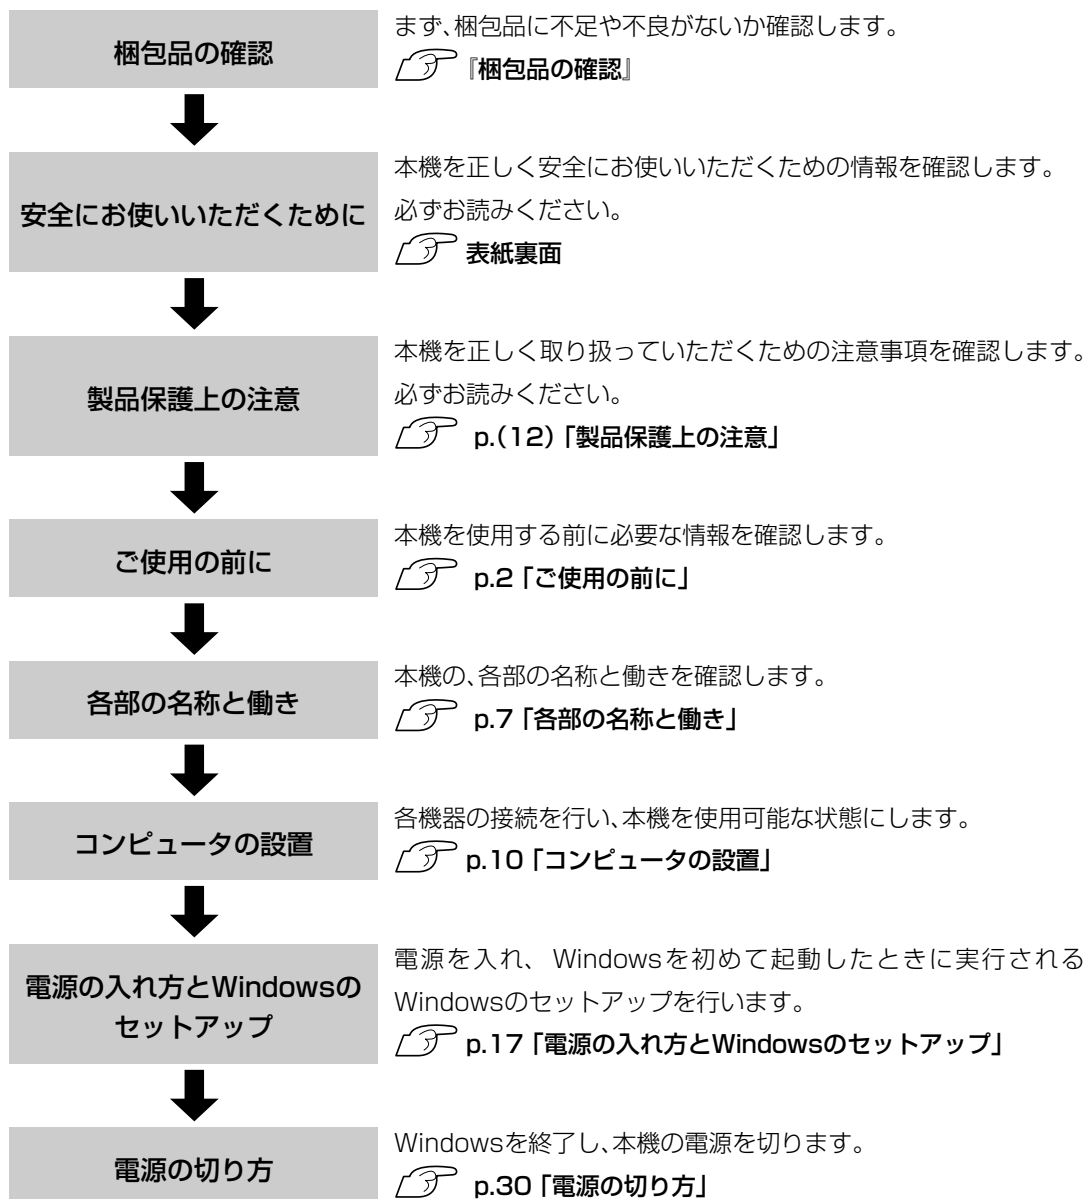 梱包品の確認
まず、梱包品に不足や不良がないか確認します。
『梱包品の確認』
安全にお使いいただくために
本機を正しく安全にお使いいただくための情報を確認します。
必ずお読みください。
表紙裏面
製品保護上の注意
本機を正しく取り扱っていただくための注意事項を確認します。
必ずお読みください。
p.(12)「製品保護上の注意」
ご使用の前に
本機を使用する前に必要な情報を確認します。
p.2「ご使用の前に」
各部の名称と働き
本機の、各部の名称と働きを確認します。
p.7「各部の名称と働き」
コンピュータの設置
各機器の接続を行い、本機を使用可能な状態にします。
p.10「コンピュータの設置」
電源の入れ方とWindowsの
セットアップ
電源を入れ、Windowsを初めて起動したときに実行される
Windowsのセットアップを行います。
p.17「電源の入れ方とWindowsのセットアップ」
電源の切り方
Windowsを終了し、本機の電源を切ります。
p.30「電源の切り方」